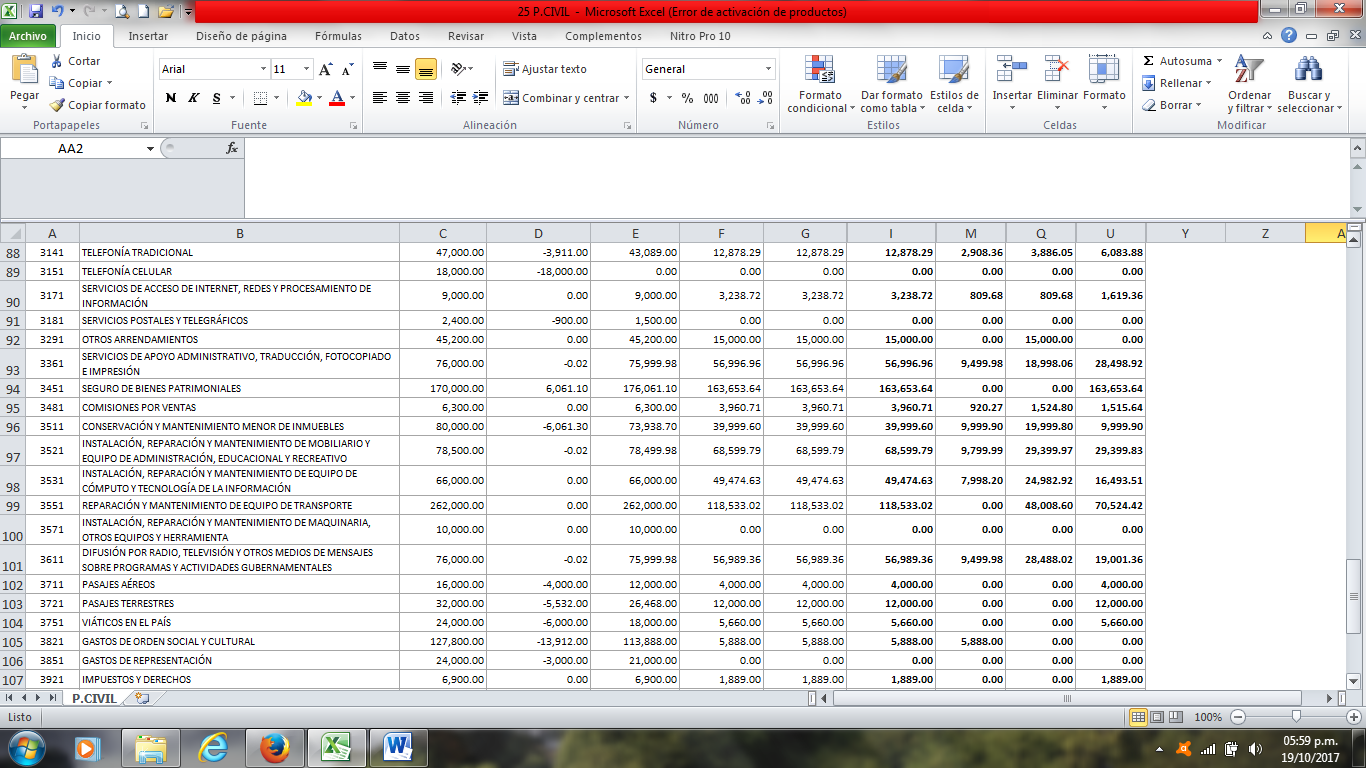 25 P.CIVIL - Microsoft Excel (Error de activación de productos)
Archivo Inicio Insertar Diseño de página Fórmulas Datos Revisar Vista Complementos Nitro Pro 10
Pegar Cortar Copiar Copiar formato
Portapapeles
Arial 11
N K S
Fuente
Ajustar texto
Combinar y centrar
Alineación
General
$ % 000
Número
Formato condicional Dar formato como tabla Estilos de celda
Estilos
Insertar Eliminar Formato
Celdas
Σ Autosuma Rellenar Borrar Ordenar y filtrar Buscar y seleccionar
Modificar
AA2 fx
A B C D E F G I M Q U Y Z A
88 3141 TELEFONÍA TRADICIONAL 47,000.00 -3,911.00 43,089.00 12,878.29 12,878.29 12,878.29 2,908.36 3,886.05 6,083.88
89 3151 TELEFONÍA CELULAR 18,000.00 -18,000.00 0.00 0.00 0.00 0.00 0.00 0.00 0.00
90 3171 SERVICIOS DE ACCESO DE INTERNET, REDES Y PROCESAMIENTO DE
INFORMACIÓN 9,000.00 0.00 9,000.00 3,238.72 3,238.72 3,238.72 809.68 809.68 1,619.36
91 3181 SERVICIOS POSTALES Y TELEGRÁFICOS 2,400.00 -900.00 1,500.00 0.00 0.00 0.00 0.00 0.00 0.00
92 3291 OTROS ARRENDAMIENTOS 45,200.00 0.00 45,200.00 15,000.00 15,000.00 15,000.00 0.00 15,000.00 0.00
93 3361 SERVICIOS DE APOYO ADMINISTRATIVO, TRADUCCIÓN, FOTOCOPIADO
E IMPRESIÓN 76,000.00 -0.02 75,999.98 56,996.96 56,996.96 56,996.96 9,499.98 18,998.06 28,498.92
94 3451 SEGURO DE BIENES PATRIMONIALES 170,000.00 6,061.10 176,061.10 163,653.64 163,653.64 163,653.64 0.00 0.00 163,653.64
95 3481 COMISIONES POR VENTAS 6,300.00 0.00 6,300.00 3,960.71 3,960.71 3,960.71 920.27 1,524.80 1,515.64
96 3511 CONSERVACIÓN Y MANTENIMIENTO MENOR DE INMUEBLES 80,000.00 -6,061.30 73,938.70 39,999.60 39,999.60 39,999.60 9,999.90 19,999.80 9,999.90
97 3521 INSTALACIÓN, REPARACIÓN Y MANTENIMIENTO DE MOBILIARIO Y
EQUIPO DE ADMINISTRACIÓN, EDUCACIONAL Y RECREATIVO 78,500.00 -0.02 78,499.98 68,599.79 68,599.79 68,599.79 9,799.99 29,399.97 29,399.83
98 3531 INSTALACIÓN, REPARACIÓN Y MANTENIMIENTO DE EQUIPO DE
CÓMPUTO Y TECNOLOGÍA DE LA INFORMACIÓN 66,000.00 0.00 66,000.00 49,474.63 49,474.63 49,474.63 7,998.20 24,982.92 16,493.51
99 3551 REPARACIÓN Y MANTENIMIENTO DE EQUIPO DE TRANSPORTE 262,000.00 0.00 262,000.00 118,533.02 118,533.02 118,533.02 0.00 48,008.60 70,524.42
100 3571 INSTALACIÓN, REPARACIÓN Y MANTENIMIENTO DE MAQUINARIA,
OTROS EQUIPOS Y HERRAMIENTA 10,000.00 0.00 10,000.00 0.00 0.00 0.00 0.00 0.00 0.00
101 3611 DIFUSIÓN POR RADIO, TELEVISIÓN Y OTROS MEDIOS DE MENSAJES
SOBRE PROGRAMAS Y ACTIVIDADES GUBERNAMENTALES 76,000.00 -0.02 75,999.98 56,989.36 56,989.36 56,989.36 9,499.98 28,488.02 19,001.36
102 3711 PASAJES AÉREOS 16,000.00 -4,000.00 12,000.00 4,000.00 4,000.00 4,000.00 0.00 0.00 4,000.00
103 3721 PASAJES TERRESTRES 32,000.00 -5,532.00 26,468.00 12,000.00 12,000.00 12,000.00 0.00 0.00 12,000.00
104 3751 VIÁTICOS EN EL PAÍS 24,000.00 -6,000.00 18,000.00 5,660.00 5,660.00 5,660.00 0.00 0.00 5,660.00
105 3821 GASTOS DE ORDEN SOCIAL Y CULTURAL 127,800.00 -13,912.00 113,888.00 5,888.00 5,888.00 5,888.00 5,888.00 0.00 0.00
106 3851 GASTOS DE REPRESENTACIÓN 24,000.00 -3,000.00 21,000.00 0.00 0.00 0.00 0.00 0.00 0.00
107 3921 IMPUESTOS Y DERECHOS 6,900.00 0.00 6,900.00 1,889.00 1,889.00 1,889.00 0.00 0.00 1,889.00
P.CIVIL
Listo 100%
05:59 p.m.
19/10/2017